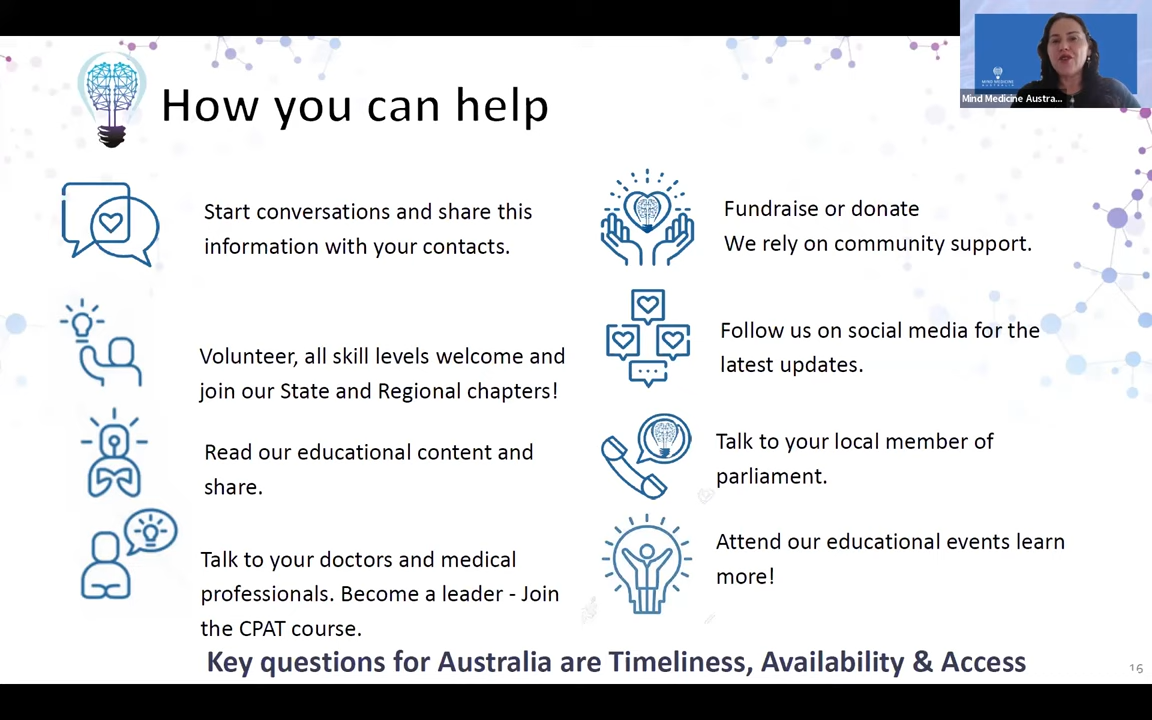 How you can help
Start conversations and share this
information with your contacts.
Volunteer, all skill levels welcome and
join our State and Regional chapters!
Read our educational content and
share.
Talk to your doctors and medical
professionals. Become a leader - Join
the CPAT course.
Fundraise or donate
We rely on community support.
Follow us on social media for the
latest updates.
Talk to your local member of
parliament.
Attend our educational events learn
more!
Key questions for Australia are Timeliness, Availability & Access
16
MIND MEDICINE
AUSTRALIA
Mind Medicine Austra...